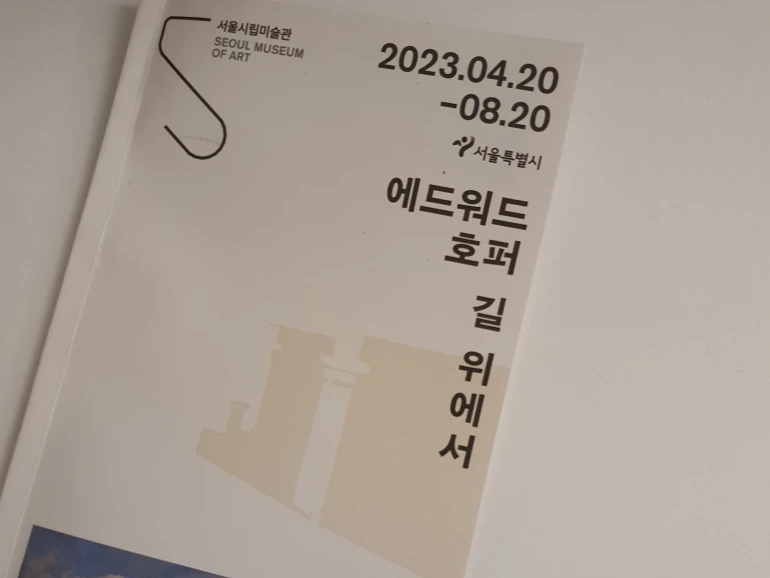 서울시립미술관
SEOUL MUSEUM
OF ART
2023.04.20
-08.20
서울특별시
에드워드
호퍼
길
위
에
서